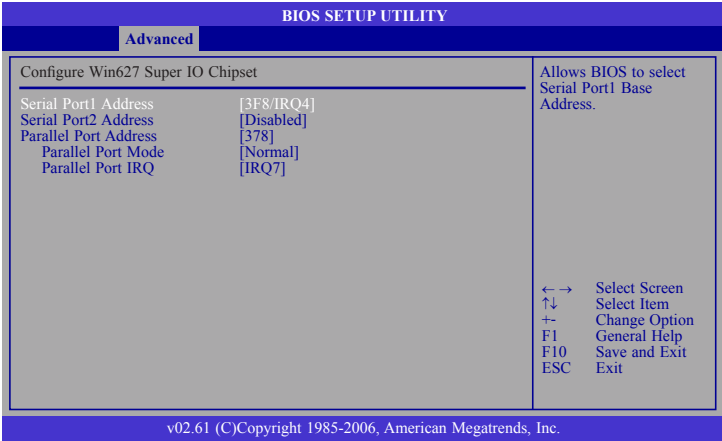 BIOS SETUP UTILITY
Advanced
Configure Win627 Super IO Chipset
Serial Port1 Address [3F8/IRQ4]
Serial Port2 Address [Disabled]
Parallel Port Address [378]
Parallel Port Mode [Normal]
Parallel Port IRQ [IRQ7]
Allows BIOS to select
Serial Port1 Base
Address.
←→ Select Screen
↑↓ Select Item
+- Change Option
F1 General Help
F10 Save and Exit
ESC Exit
v02.61 (C)Copyright 1985-2006, American Megatrends, Inc.